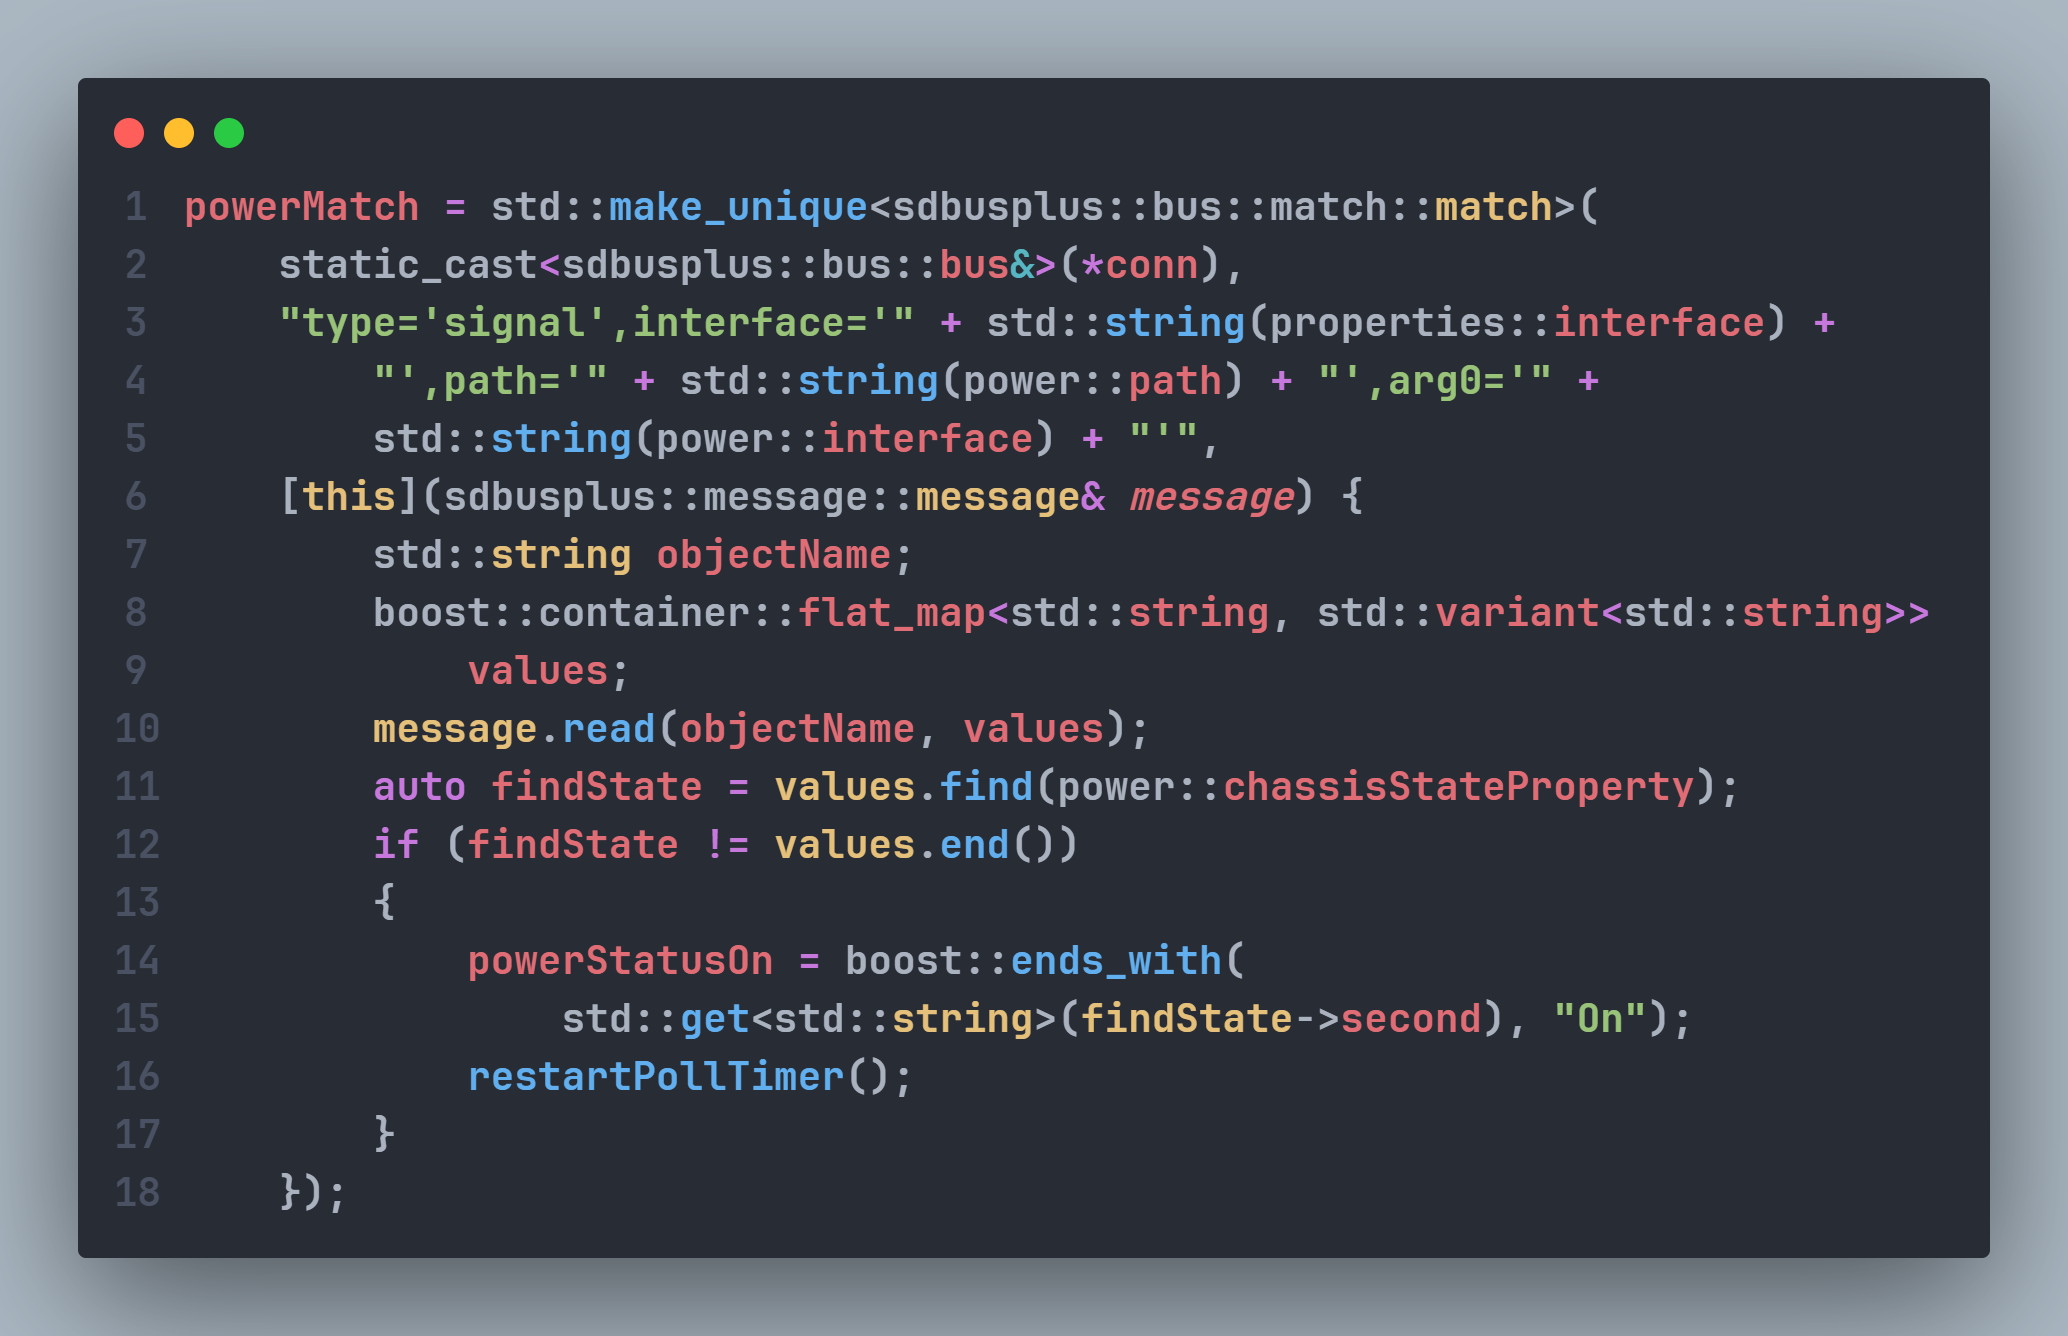 1 powerMatch = std::make_unique<sdbusplus::bus::match::match>(
2     static_cast<sdbusplus::bus::bus&>(*conn),
3     "type='signal',interface='" + std::string(properties::interface) +
4         "',path='" + std::string(power::path) + "',arg0='" +
5         std::string(power::interface) + "'",
6     [this](sdbusplus::message::message& message) {
7         std::string objectName;
8         boost::container::flat_map<std::string, std::variant<std::string>>
9             values;
10         message.read(objectName, values);
11         auto findState = values.find(power::chassisStateProperty);
12         if (findState != values.end())
13         {
14             powerStatusOn = boost::ends_with(
15                 std::get<std::string>(findState->second), "On");
16             restartPollTimer();
17         }
18     });